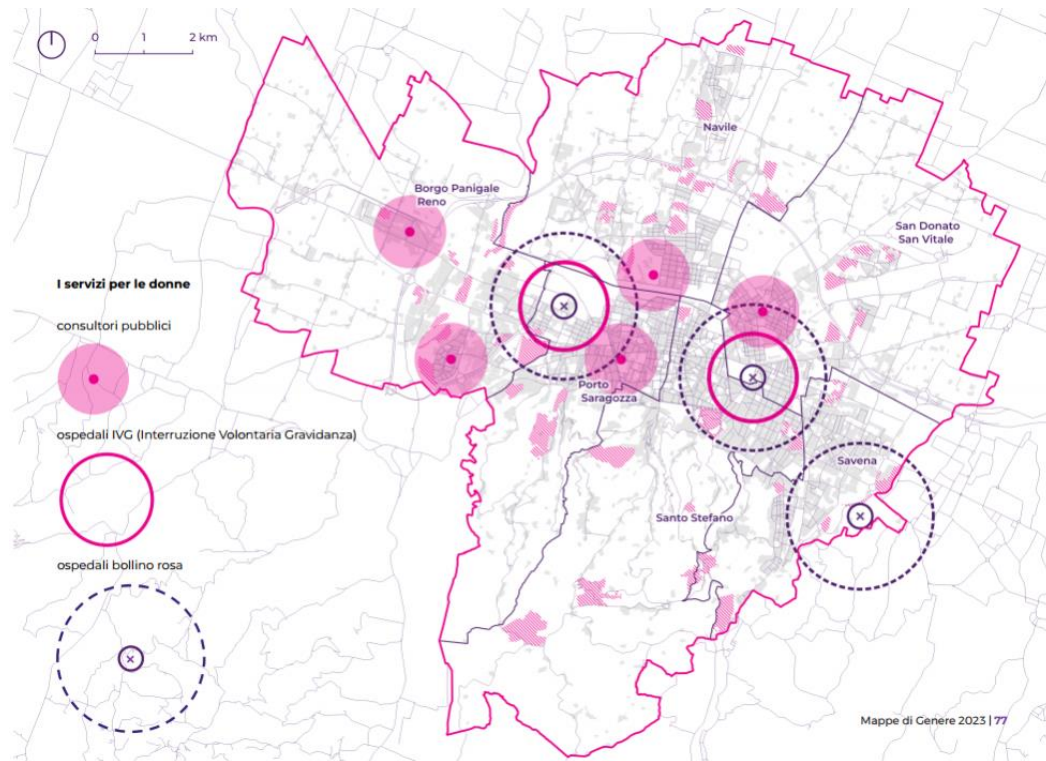 0 1 2 km
Navile
Borgo Panigale
Reno
San Donato
San Vitale
I servizi per le donne
consultori pubblici
ospedali IVG (Interruzione Volontaria Gravidanza)
ospedali bollino rosa
Porto
Saragozza
Savena
Santo Stefano
Mappe di Genere 2023 | 77